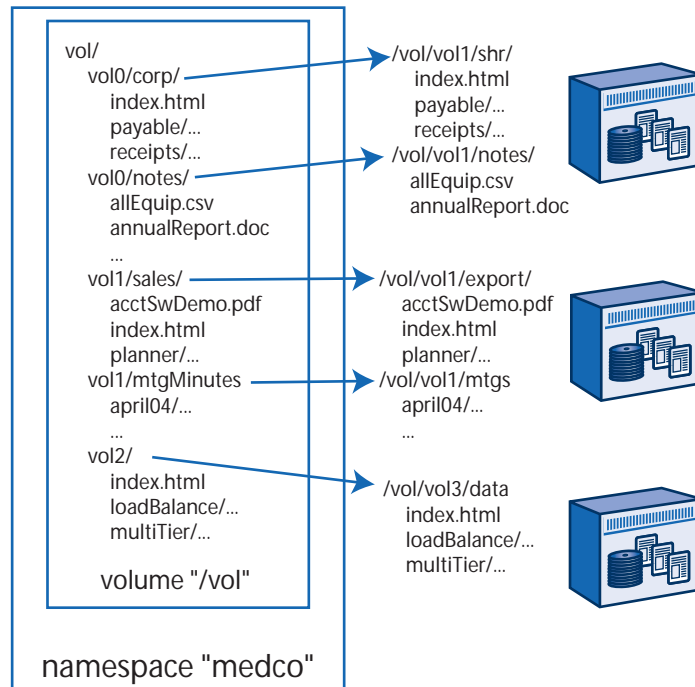 vol/
vol0/corp/
index.html
payable/...
receipts/...
vol0/notes/
allEquip.csv
annualReport.doc
...
vol1/sales/
acctSwDemo.pdf
index.html
planner/...
vol1/mtgMinutes
april04/...
...
vol2/
index.html
loadBalance/...
multiTier/...
volume "/vol"
namespace "medco"
/vol/vol1/shr/
index.html
payable/...
receipts/...
/vol/vol1/notes/
allEquip.csv
annualReport.doc
/vol/vol1/export/
acctSwDemo.pdf
index.html
planner/...
/vol/vol1/mtgs
april04/...
...
/vol/vol3/data
index.html
loadBalance/...
multiTier/...